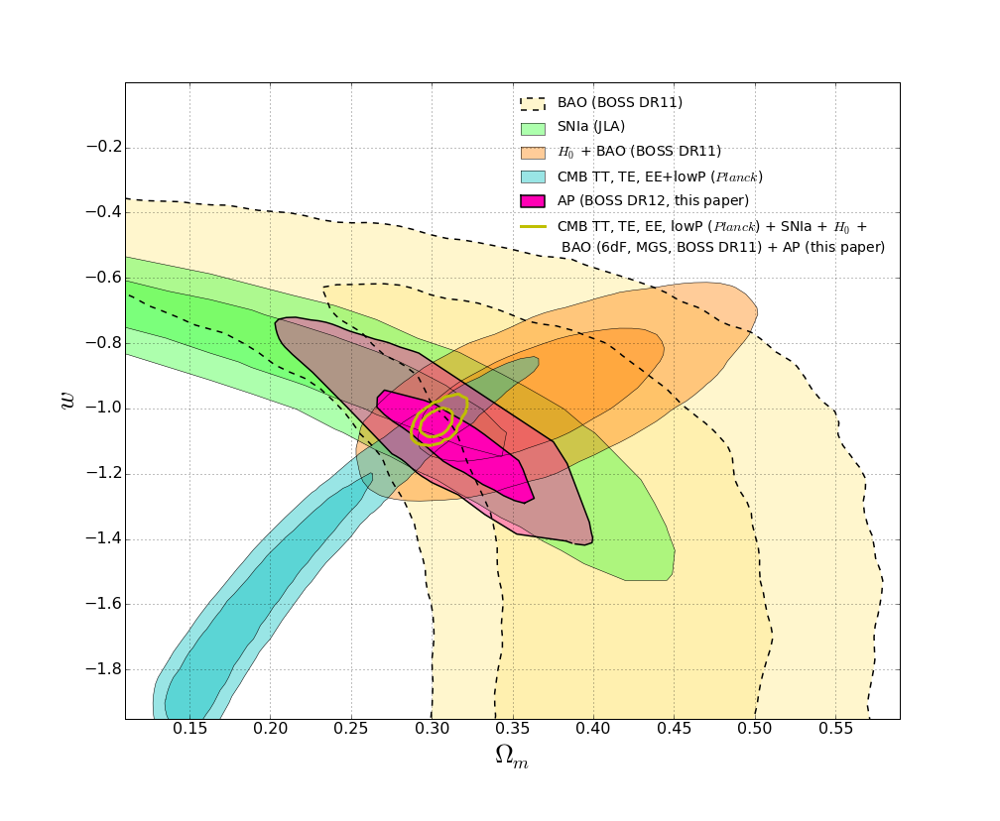 BAO (BOSS DR11)
SNIa (JLA)
H₀ + BAO (BOSS DR11)
CMB TT, TE, EE+lowP (Planck)
AP (BOSS DR12, this paper)
CMB TT, TE, EE, lowP (Planck) + SNIa + H₀ +
BAO (6dF, MGS, BOSS DR11) + AP (this paper)
−0.2
−0.4
−0.6
−0.8
−1.0
−1.2
−1.4
−1.6
−1.8
w
0.15 0.20 0.25 0.30 0.35 0.40 0.45 0.50 0.55
Ωₘ